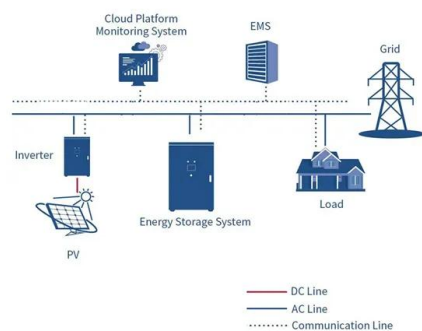 Cloud Platform
Monitoring System
EMS
Grid
Inverter
Energy Storage System
Load
PV
DC Line
AC Line
Communication Line